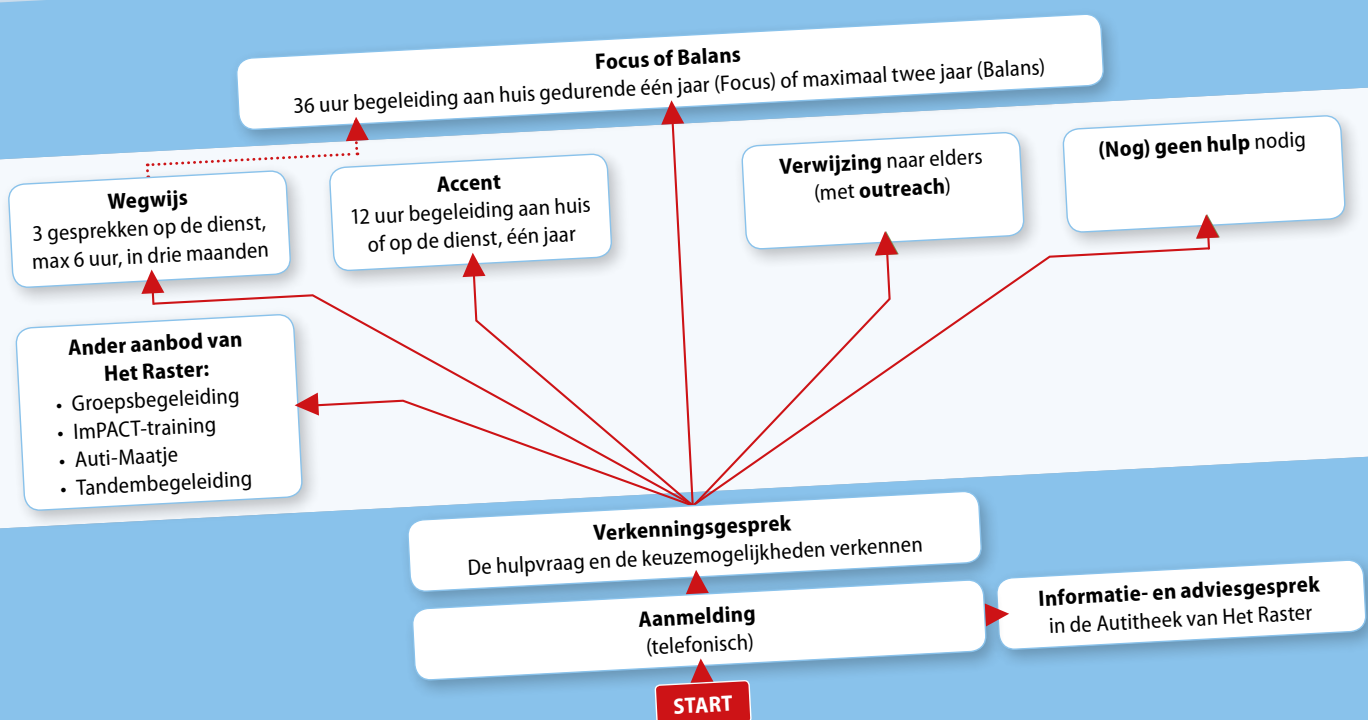 Focus of Balans
36 uur begeleiding aan huis gedurende één jaar (Focus) of maximaal twee jaar (Balans)
Wegwijs
3 gesprekken op de dienst,
max 6 uur, in drie maanden
Accent
12 uur begeleiding aan huis
of op de dienst, één jaar
Verwijzing naar elders
(met outreach)
(Nog) geen hulp nodig
Ander aanbod van
Het Raster:
• Groepsbegeleiding
• ImPACT-training
• Auti-Maatje
• Tandembegeleiding
Verkenningsgesprek
De hulpvraag en de keuzemogelijkheden verkennen
Aanmelding
(telefonisch)
Informatie- en adviesgesprek
in de Autitheek van Het Raster
START